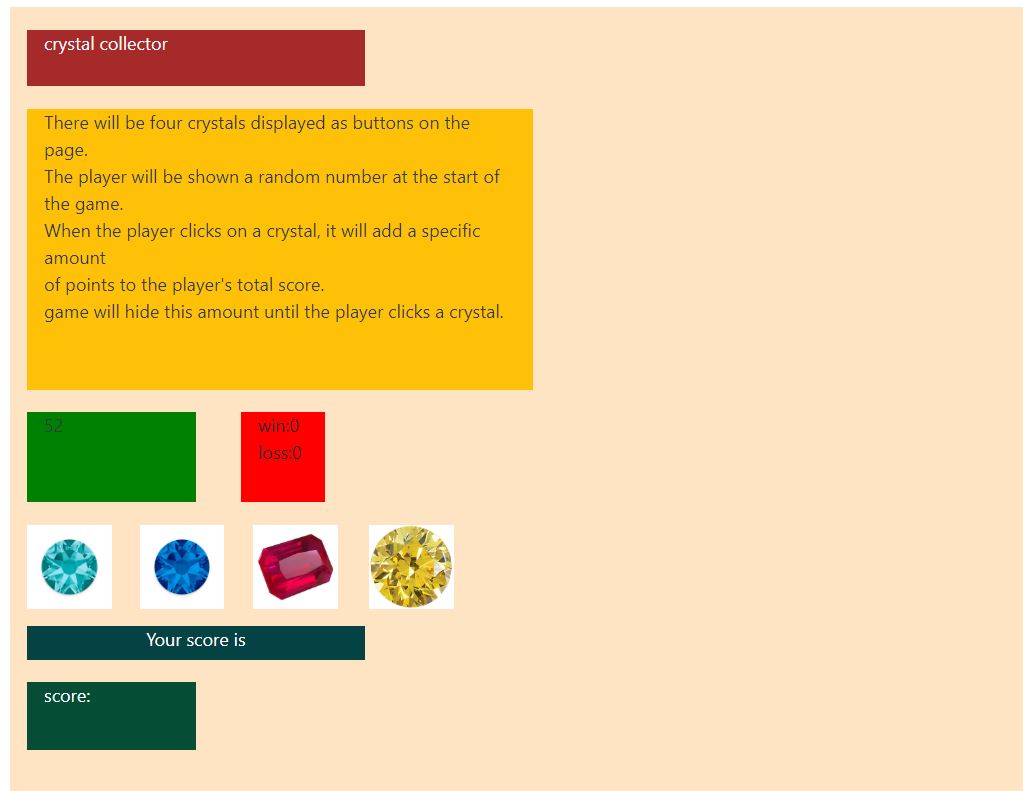 crystal collector
There will be four crystals displayed as buttons on the
page.
The player will be shown a random number at the start of
the game.
When the player clicks on a crystal, it will add a specific
amount
of points to the player's total score.
game will hide this amount until the player clicks a crystal.
52
win:0
loss:0
Your score is
score: